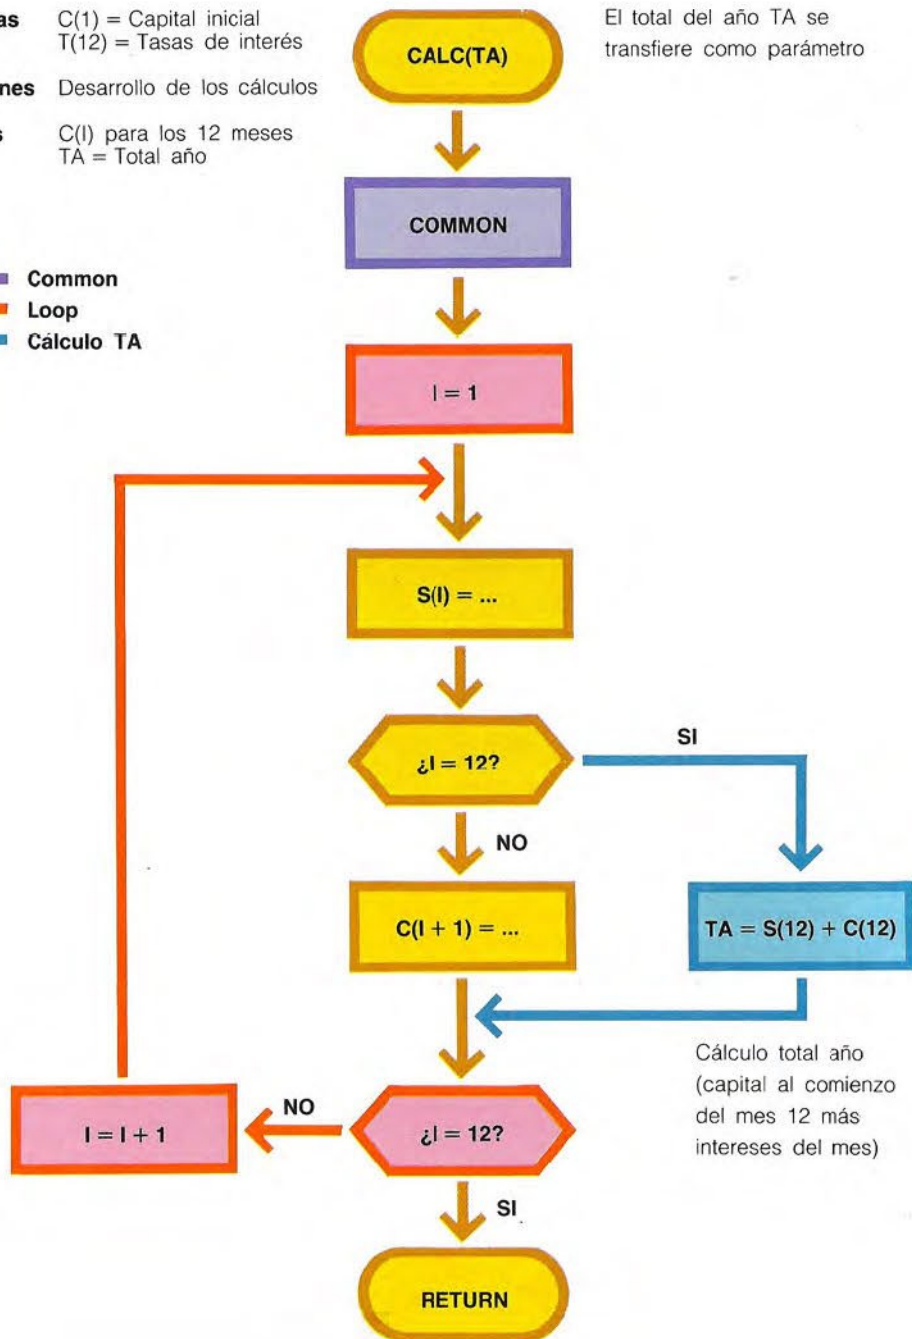 C(1) = Capital inicial
T(12) = Tasas de interés
Desarrollo de los cálculos
C(I) para los 12 meses
TA = Total año
El total del año TA se
transfiere como parámetro
CALC(TA)
COMMON
Common
Loop
Cálculo TA
I = 1
S(I) = ...
¿I = 12?
SI
NO
C(I + 1) = ...
TA = S(12) + C(12)
Cálculo total año
(capital al comienzo
del mes 12 más
intereses del mes)
NO
I = I + 1
¿I = 12?
SI
RETURN